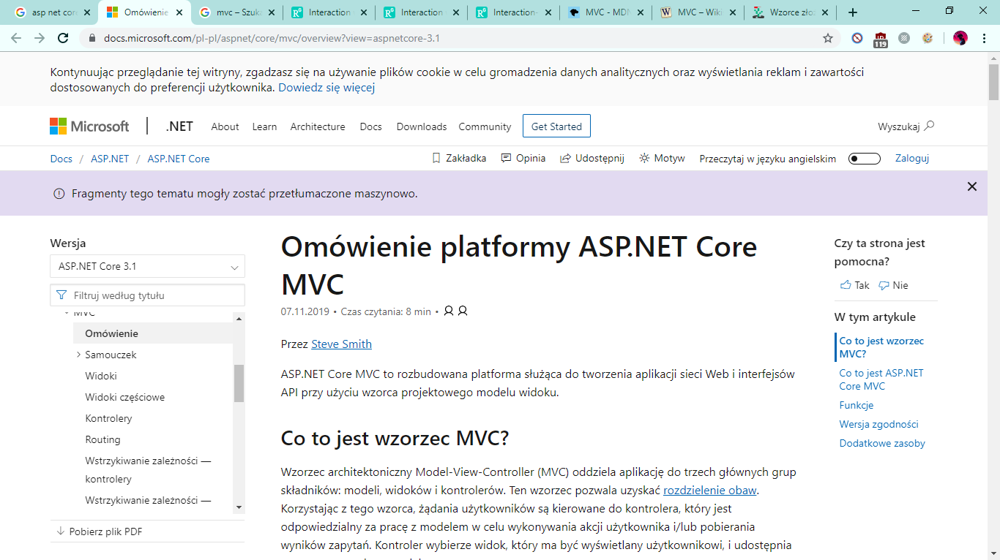 asp net core
Omówienie
mvc – Szuka
Interaction
Interaction
Interaction-
MVC - MDN
MVC – Wiki
Wzorce złoż
docs.microsoft.com/pl-pl/aspnet/core/mvc/overview?view=aspnetcore-3.1
119
Kontynuując przeglądanie tej witryny, zgadzasz się na używanie plików cookie w celu gromadzenia danych analitycznych oraz wyświetlania reklam i zawartości
dostosowanych do preferencji użytkownika. Dowiedz się więcej
Microsoft .NET About Learn Architecture Docs Downloads Community Get Started Wyszukaj
Docs / ASP.NET / ASP.NET Core Zakładka Opinia Udostępnij Motyw Przeczytaj w języku angielskim Zaloguj
Fragmenty tego tematu mogły zostać przetłumaczone maszynowo.
Wersja
ASP.NET Core 3.1
Filtruj według tytułu
MVC
Omówienie
Samouczek
Widoki
Widoki częściowe
Kontrolery
Routing
Wstrzykiwanie zależności —
kontrolery
Wstrzykiwanie zależności —
Pobierz plik PDF
Omówienie platformy ASP.NET Core
MVC
07.11.2019 • Czas czytania: 8 min •
Przez Steve Smith
ASP.NET Core MVC to rozbudowana platforma służąca do tworzenia aplikacji sieci Web i interfejsów
API przy użyciu wzorca projektowego modelu widoku.
Co to jest wzorzec MVC?
Wzorzec architektoniczny Model-View-Controller (MVC) oddziela aplikację do trzech głównych grup
składników: modeli, widoków i kontrolerów. Ten wzorzec pozwala uzyskać rozdzielenie obaw.
Korzystając z tego wzorca, żądania użytkowników są kierowane do kontrolera, który jest
odpowiedzialny za pracę z modelem w celu wykonywania akcji użytkownika i/lub pobierania
wyników zapytań. Kontroler wybierze widok, który ma być wyświetlany użytkownikowi, i udostępnia
Czy ta strona jest
pomocna?
Tak Nie
W tym artykule
Co to jest wzorzec
MVC?
Co to jest ASP.NET
Core MVC
Funkcje
Wersja zgodności
Dodatkowe zasoby